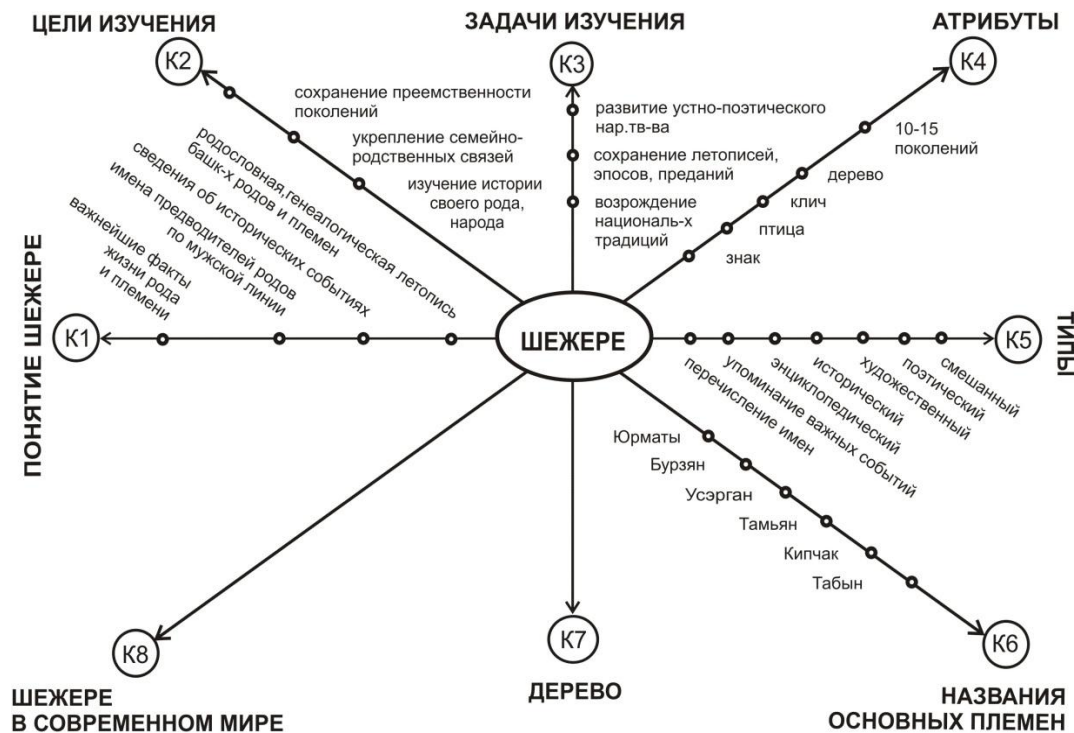 ЦЕЛИ ИЗУЧЕНИЯ
К2
сохранение преемственности
поколений
укрепление семейно-
родственных связей
изучение истории
своего рода,
народа
ЗАДАЧИ ИЗУЧЕНИЯ
К3
развитие устно-поэтического
нар.тв-ва
сохранение летописей,
эпосов, преданий
возрождение
националь-х
традиций
АТРИБУТЫ
К4
10-15
поколений
дерево
клич
птица
знак
ПОНЯТИЕ ШЕЖЕРЕ
К1
важнейшие факты
жизни рода
и племени
имена предводителей родов
по мужской линии
сведения об исторических событиях
родословная,генеалогическая летопись
башк-х родов и племен
ШЕЖЕРЕ
К5
ТИПЫ
перечисление имен
упоминание важных событий
энциклопедический
исторический
художественный
поэтический
смешанный
Юрматы
Бурзян
Усэрган
Тамьян
Кипчак
Табын
К6
НАЗВАНИЯ
ОСНОВНЫХ ПЛЕМЕН
К7
ДЕРЕВО
К8
ШЕЖЕРЕ
В СОВРЕМЕННОМ МИРЕ